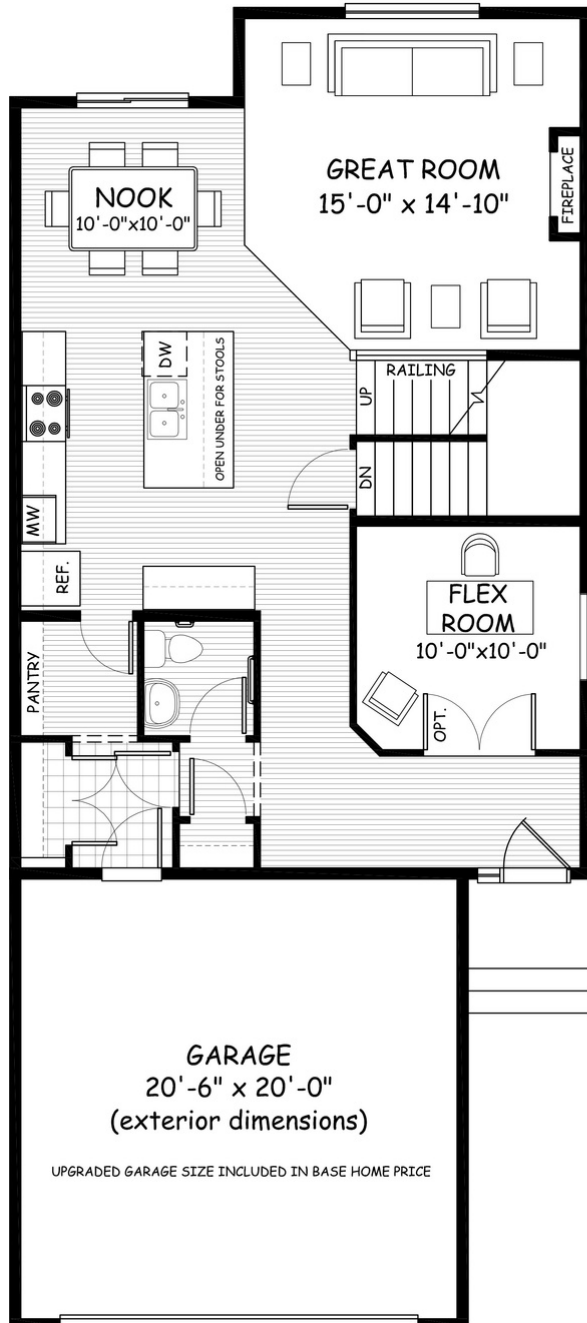 GREAT ROOM
15'-0" x 14'-10"
FIREPLACE
NOOK
10'-0"x10'-0"
DW
OPEN UNDER FOR STOOLS
UP
RAILING
DN
MW
REF.
FLEX
ROOM
10'-0"x10'-0"
PANTRY
OPT.
GARAGE
20'-6" x 20'-0"
(exterior dimensions)
UPGRADED GARAGE SIZE INCLUDED IN BASE HOME PRICE